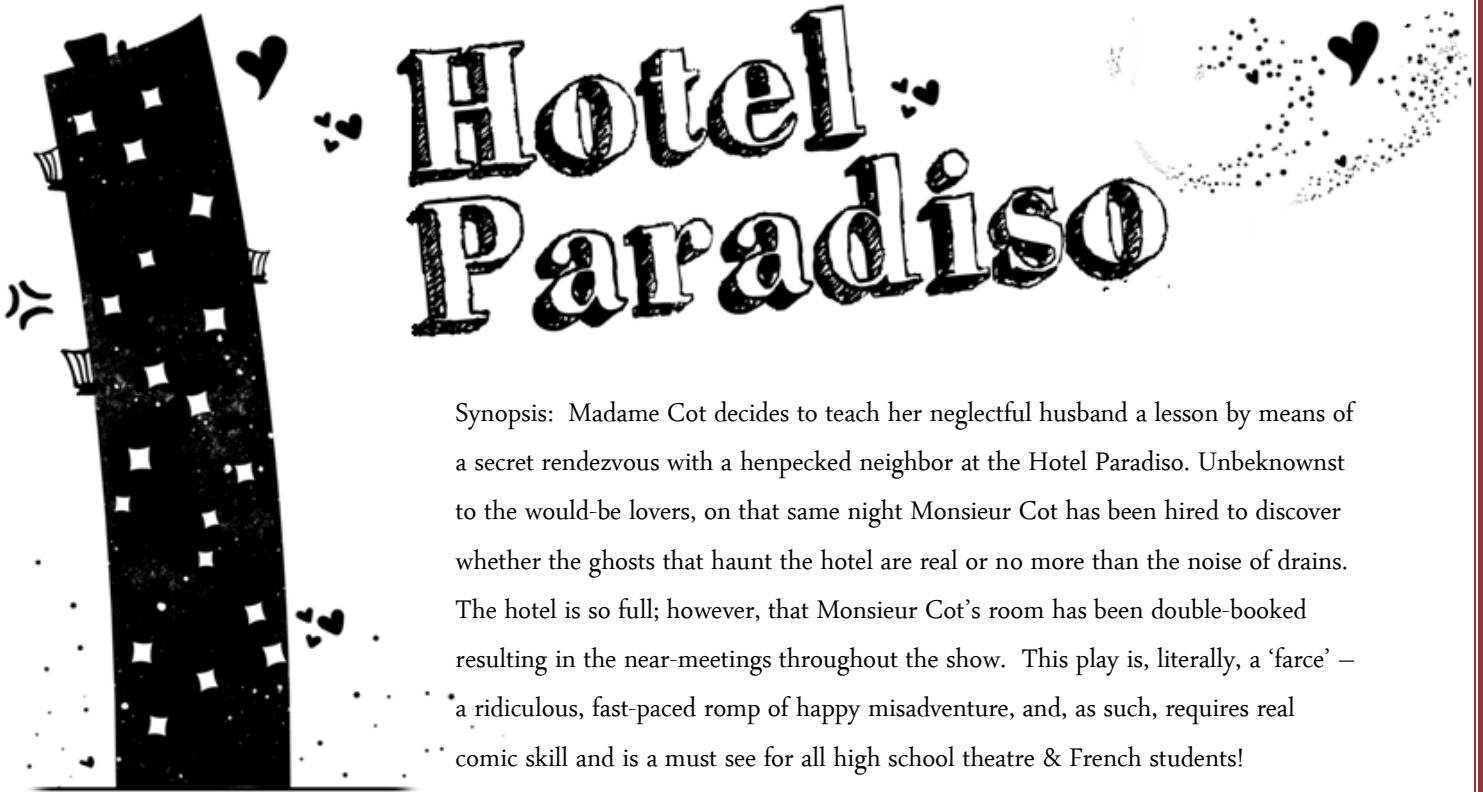 Hotel
Paradiso
Synopsis:  Madame Cot decides to teach her neglectful husband a lesson by means of
a secret rendezvous with a henpecked neighbor at the Hotel Paradiso. Unbeknownst
to the would-be lovers, on that same night Monsieur Cot has been hired to discover
whether the ghosts that haunt the hotel are real or no more than the noise of drains.
The hotel is so full; however, that Monsieur Cot’s room has been double-booked
resulting in the near-meetings throughout the show.  This play is, literally, a ‘farce’ –
a ridiculous, fast-paced romp of happy misadventure, and, as such, requires real
comic skill and is a must see for all high school theatre & French students!